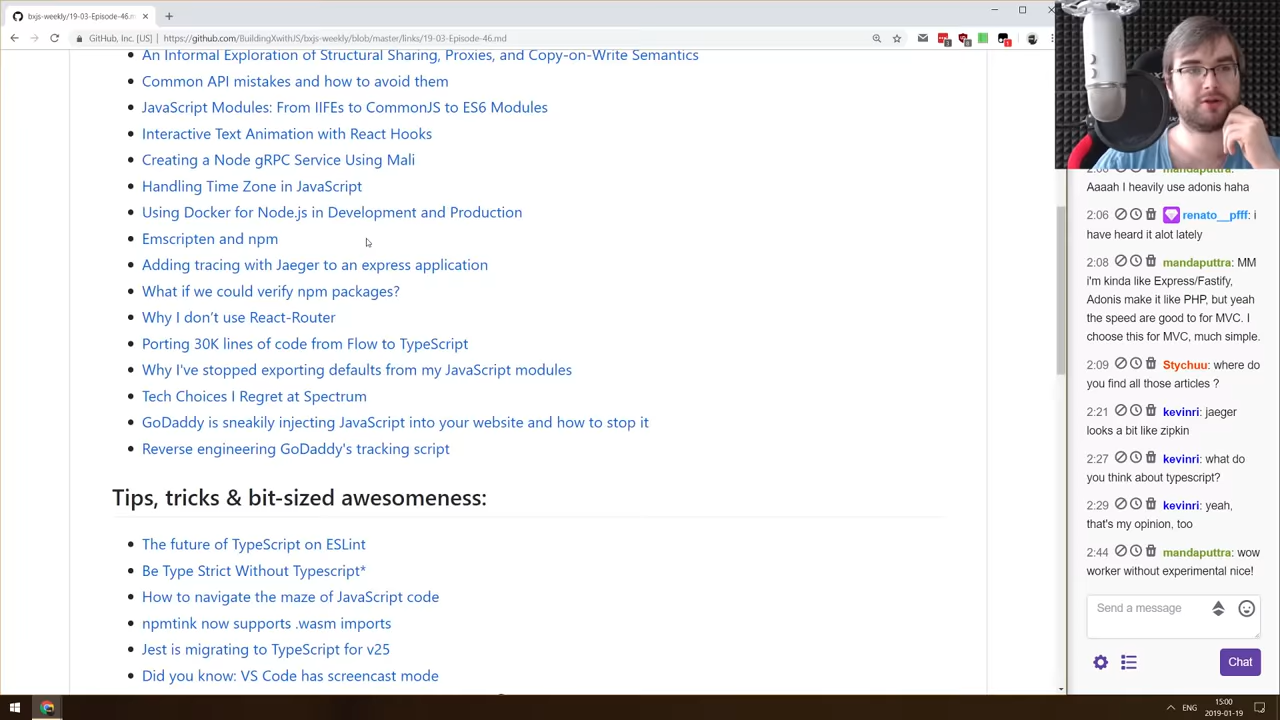 bxjs-weekly/19-03-Episode-46.m
GitHub, Inc. [US] | https://github.com/BuildingXwithJS/bxjs-weekly/blob/master/links/19-03-Episode-46.md
An Informal Exploration of Structural Sharing, Proxies, and Copy-on-Write Semantics
Common API mistakes and how to avoid them
JavaScript Modules: From IIFEs to CommonJS to ES6 Modules
Interactive Text Animation with React Hooks
Creating a Node gRPC Service Using Mali
Handling Time Zone in JavaScript
Using Docker for Node.js in Development and Production
Emscripten and npm
Adding tracing with Jaeger to an express application
What if we could verify npm packages?
Why I don’t use React-Router
Porting 30K lines of code from Flow to TypeScript
Why I've stopped exporting defaults from my JavaScript modules
Tech Choices I Regret at Spectrum
GoDaddy is sneakily injecting JavaScript into your website and how to stop it
Reverse engineering GoDaddy's tracking script
Tips, tricks & bit-sized awesomeness:
The future of TypeScript on ESLint
Be Type Strict Without Typescript*
How to navigate the maze of JavaScript code
npmtink now supports .wasm imports
Jest is migrating to TypeScript for v25
Did you know: VS Code has screencast mode
2:06 mandaputtra:
Aaaah I heavily use adonis haha
2:06 renato__pfff: i
have heard it alot lately
2:08 mandaputtra: MM
i'm kinda like Express/Fastify,
Adonis make it like PHP, but yeah
the speed are good to for MVC. I
choose this for MVC, much simple.
2:09 Stychuu: where do
you find all those articles ?
2:21 kevinri: jaeger
looks a bit like zipkin
2:27 kevinri: what do
you think about typescript?
2:29 kevinri: yeah,
that's my opinion, too
2:44 mandaputtra: wow
worker without experimental nice!
Send a message
Chat
ENG
15:00
2019-01-19